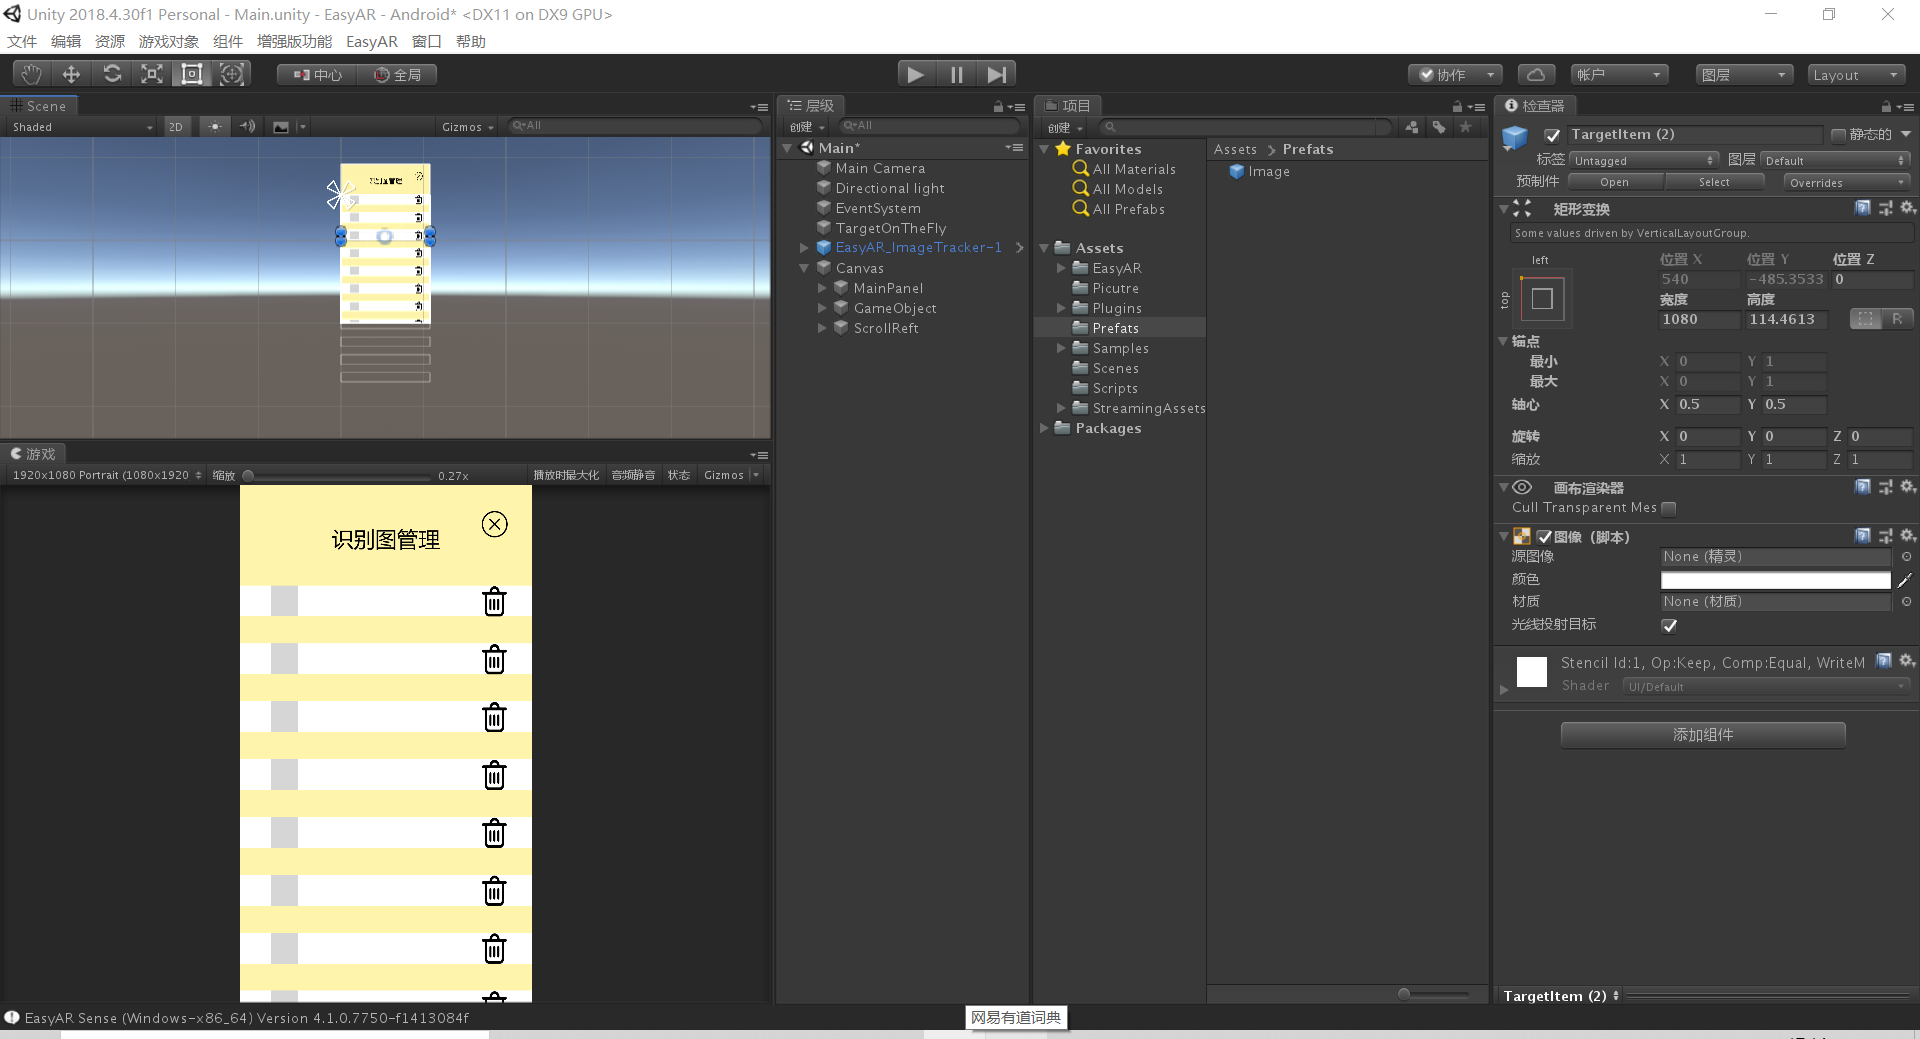 Unity 2018.4.30f1 Personal - Main.unity - EasyAR - Android* <DX11 on DX9 GPU>
文件 编辑 资源 游戏对象 组件 增强版功能 EasyAR 窗口 帮助
中心 全局 协作 帐户 图层 Layout
Scene
Shaded 2D Gizmos All
识别图管理
游戏
1920x1080 Portrait (1080x1920 缩放 0.27x 播放时最大化 音频静音 状态 Gizmos
识别图管理
层级
创建 All
Main*
Main Camera
Directional light
EventSystem
TargetOnTheFly
EasyAR_ImageTracker-1
Canvas
MainPanel
GameObject
ScrollReft
项目
创建
Favorites
All Materials
All Models
All Prefabs
Assets
EasyAR
Picutre
Plugins
Prefats
Samples
Scenes
Scripts
StreamingAssets
Packages
Assets Prefats
Image
检查器
TargetItem (2) 静态的
标签 Untagged 图层 Default
预制件 Open Select Overrides
矩形变换
Some values driven by VerticalLayoutGroup.
left 位置 X 位置 Y 位置 Z
top 540 -485.3533 0
宽度 高度
1080 114.4613 R
锚点
最小 X 0 Y 1
最大 X 0 Y 1
轴心 X 0.5 Y 0.5
旋转 X 0 Y 0 Z 0
缩放 X 1 Y 1 Z 1
画布渲染器
Cull Transparent Mes
图像 (脚本)
源图像 None (精灵)
颜色
材质 None (材质)
光线投射目标
Stencil Id:1, Op:Keep, Comp:Equal, WriteM
Shader UI/Default
添加组件
TargetItem (2)
EasyAR Sense (Windows-x86_64) Version 4.1.0.7750-f1413084f
网易有道词典